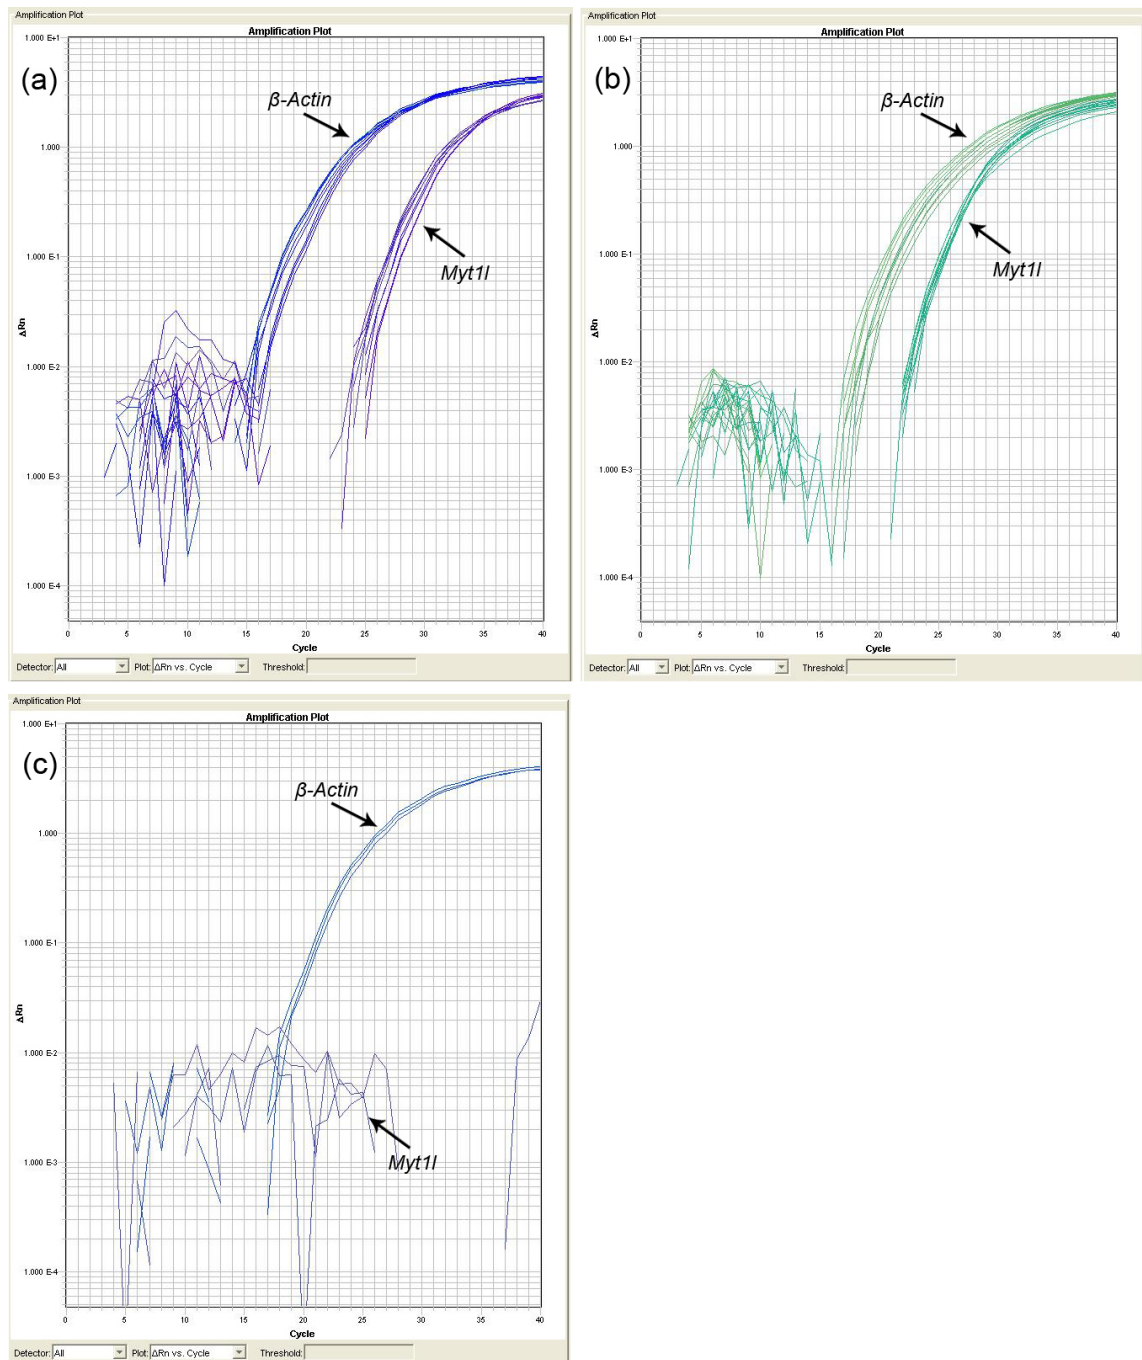 Amplification Plot
Amplification Plot
(a)
1.000 E+1
1.000
1.000 E-1
1.000 E-2
1.000 E-3
1.000 E-4
ΔRn
β-Actin
Myt1l
0 5 10 15 20 25 30 35 40
Cycle
Detector: All Plot: ΔRn vs. Cycle Threshold:
Amplification Plot
Amplification Plot
(b)
1.000 E+1
1.000
1.000 E-1
1.000 E-2
1.000 E-3
1.000 E-4
ΔRn
β-Actin
Myt1l
0 5 10 15 20 25 30 35 40
Cycle
Detector: All Plot: ΔRn vs. Cycle Threshold:
Amplification Plot
Amplification Plot
(c)
1.000 E+1
1.000
1.000 E-1
1.000 E-2
1.000 E-3
1.000 E-4
ΔRn
β-Actin
Myt1l
0 5 10 15 20 25 30 35 40
Cycle
Detector: All Plot: ΔRn vs. Cycle Threshold: